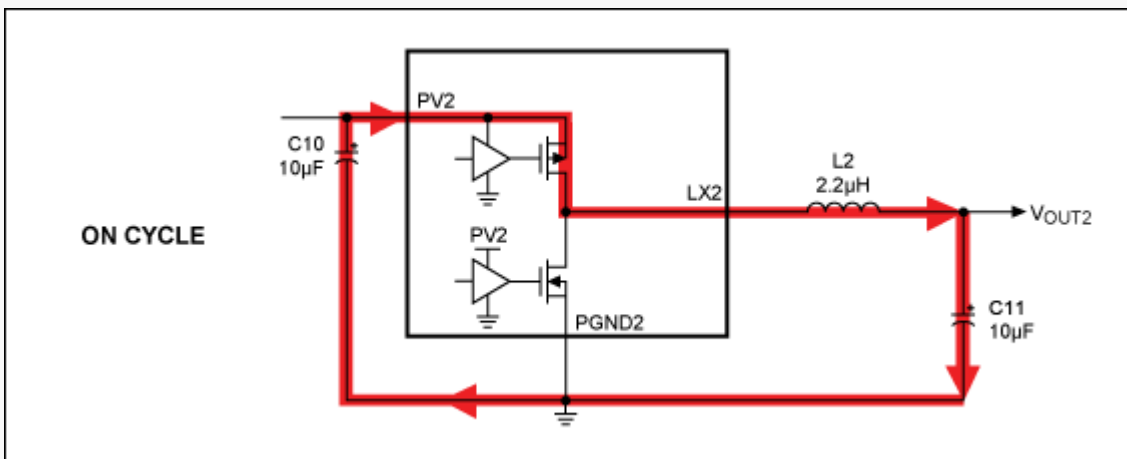 PV2
C10
10µF
L2
2.2µH
LX2
VOUT2
ON CYCLE
PV2
C11
10µF
PGND2